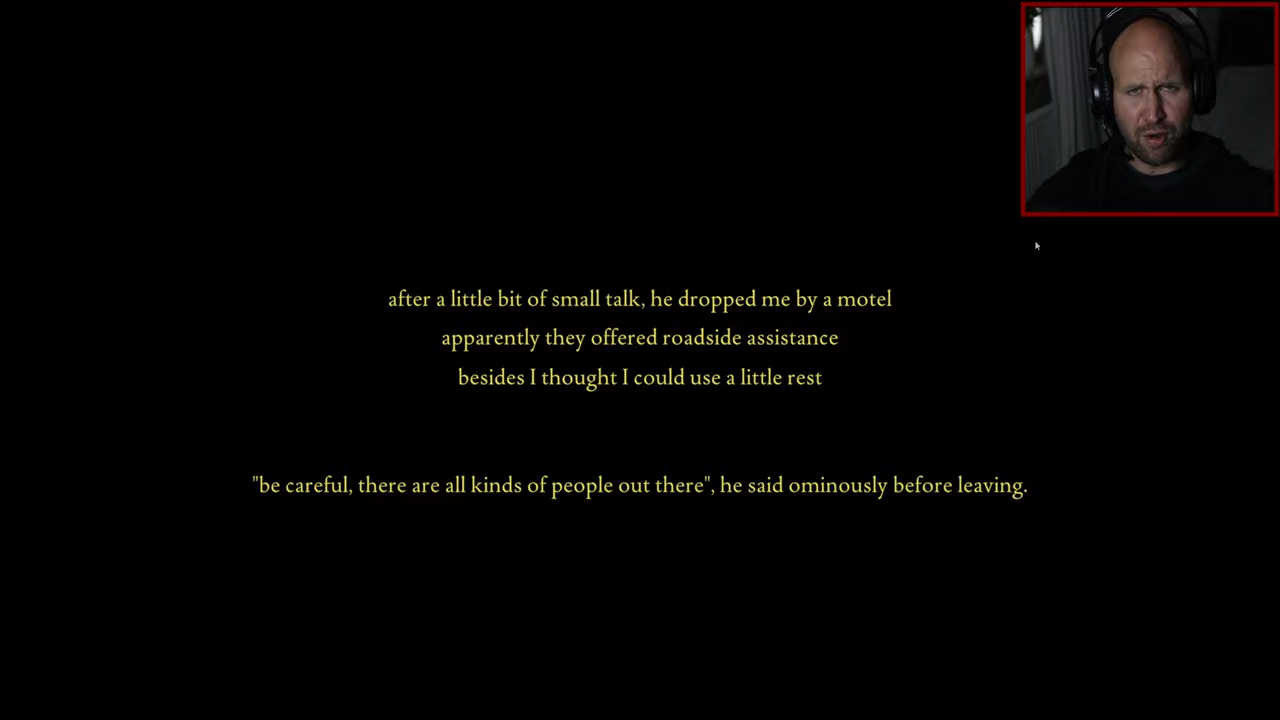 after a little bit of small talk, he dropped me by a motel
apparently they offered roadside assistance
besides I thought I could use a little rest
"be careful, there are all kinds of people out there", he said ominously before leaving.